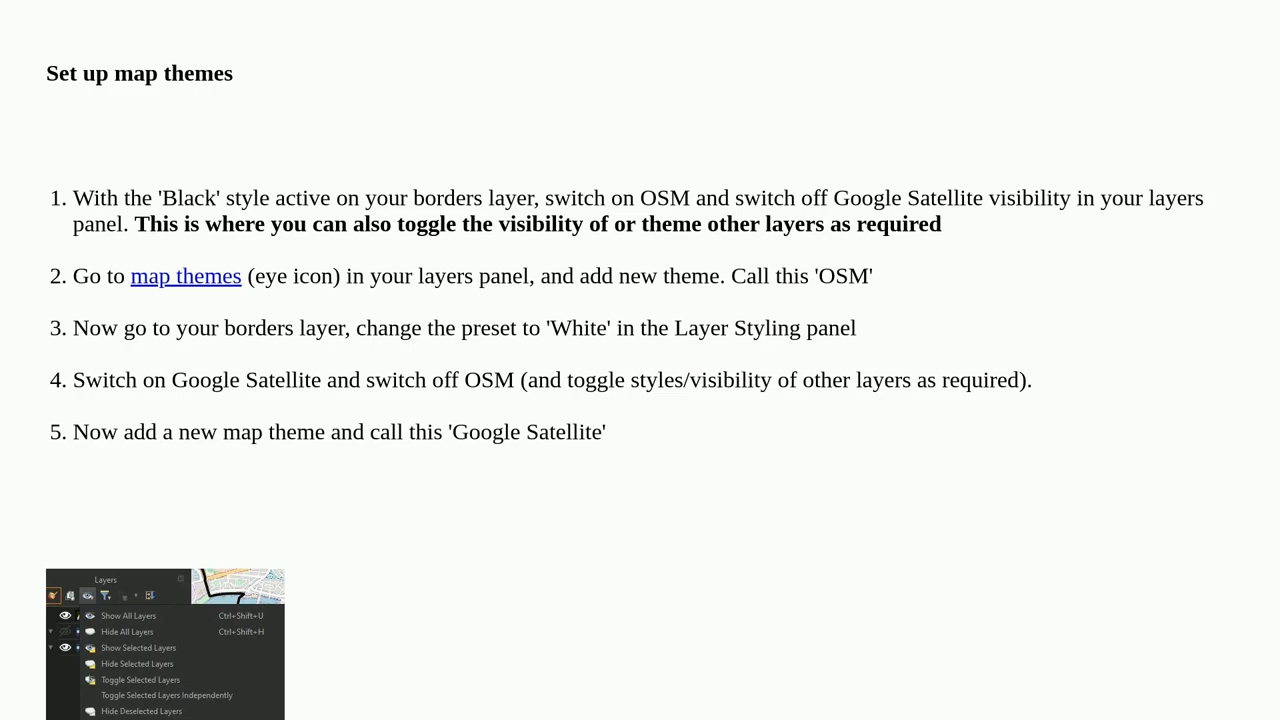 Set up map themes
1. With the 'Black' style active on your borders layer, switch on OSM and switch off Google Satellite visibility in your layers
panel. This is where you can also toggle the visibility of or theme other layers as required
2. Go to map themes (eye icon) in your layers panel, and add new theme. Call this 'OSM'
3. Now go to your borders layer, change the preset to 'White' in the Layer Styling panel
4. Switch on Google Satellite and switch off OSM (and toggle styles/visibility of other layers as required).
5. Now add a new map theme and call this 'Google Satellite'
Layers
Show All Layers Ctrl+Shift+U
Hide All Layers Ctrl+Shift+H
Show Selected Layers
Hide Selected Layers
Toggle Selected Layers
Toggle Selected Layers Independently
Hide Deselected Layers